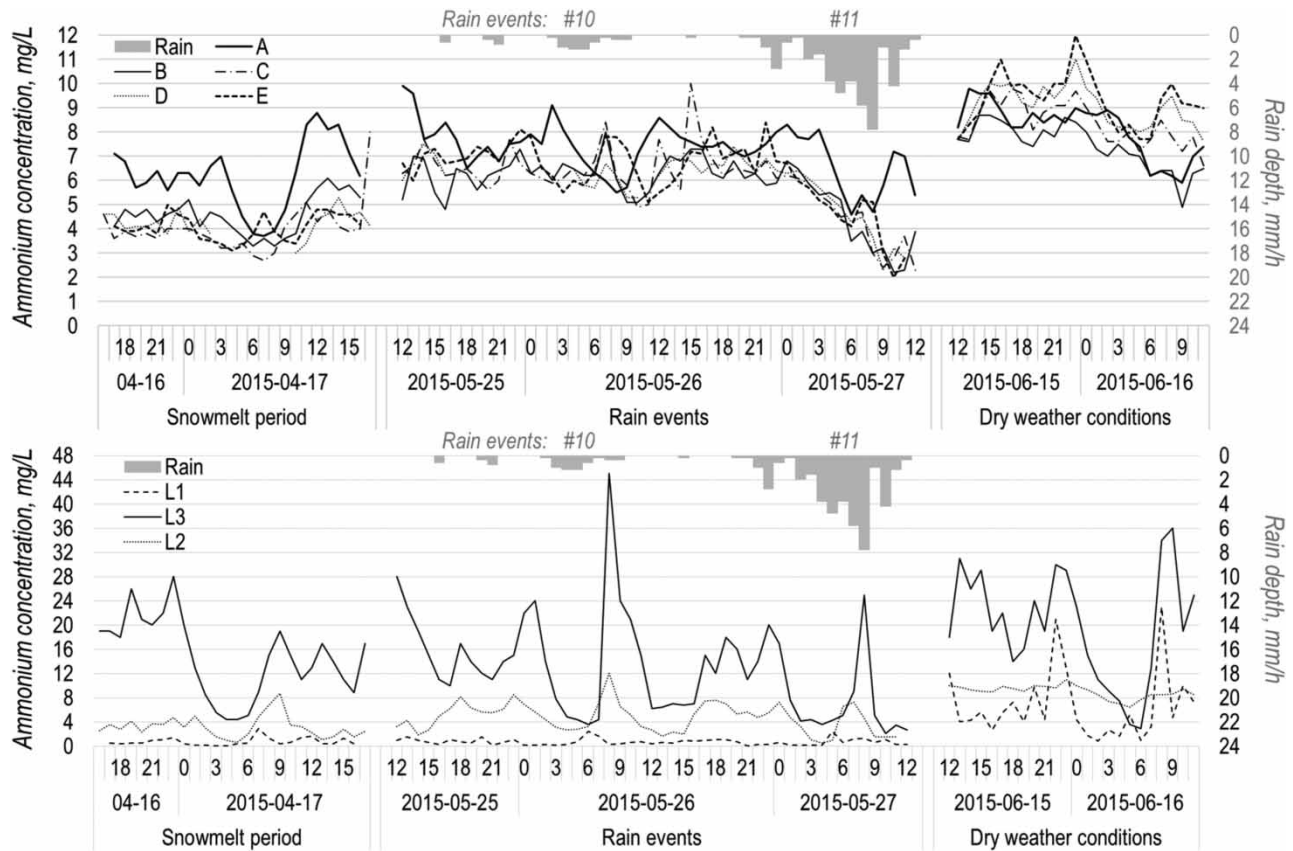 Rain events: #10 #11
Ammonium concentration, mg/L
12
11
10
9
8
7
6
5
4
3
2
1
0
Rain A
B C
D E
0
2
4
6
8
10
12
14
16
18
20
22
24
Rain depth, mm/h
18 21 0 3 6 9 12 15 12 15 18 21 0 3 6 9 12 15 18 21 0 3 6 9 12 12 15 18 21 0 3 6 9
04-16 2015-04-17 2015-05-25 2015-05-26 2015-05-27 2015-06-15 2015-06-16
Snowmelt period Rain events Dry weather conditions
Rain events: #10 #11
Ammonium concentration, mg/L
48
44
40
36
32
28
24
20
16
12
8
4
0
Rain
L1
L3
L2
0
2
4
6
8
10
12
14
16
18
20
22
24
Rain depth, mm/h
18 21 0 3 6 9 12 15 12 15 18 21 0 3 6 9 12 15 18 21 0 3 6 9 12 12 15 18 21 0 3 6 9
04-16 2015-04-17 2015-05-25 2015-05-26 2015-05-27 2015-06-15 2015-06-16
Snowmelt period Rain events Dry weather conditions